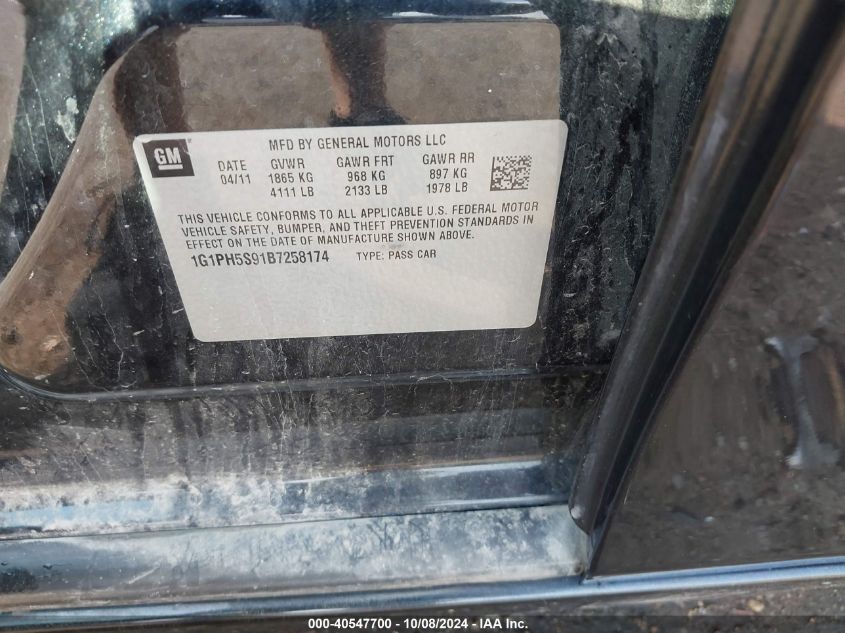 GM
MFD BY GENERAL MOTORS LLC
DATE GVWR GAWR FRT GAWR RR
04/11 1865 KG 968 KG 897 KG
4111 LB 2133 LB 1978 LB
THIS VEHICLE CONFORMS TO ALL APPLICABLE U.S. FEDERAL MOTOR
VEHICLE SAFETY, BUMPER, AND THEFT PREVENTION STANDARDS IN
EFFECT ON THE DATE OF MANUFACTURE SHOWN ABOVE.
1G1PH5S91B7258174 TYPE: PASS CAR
000-40547700 - 10/08/2024 - IAA, Inc.